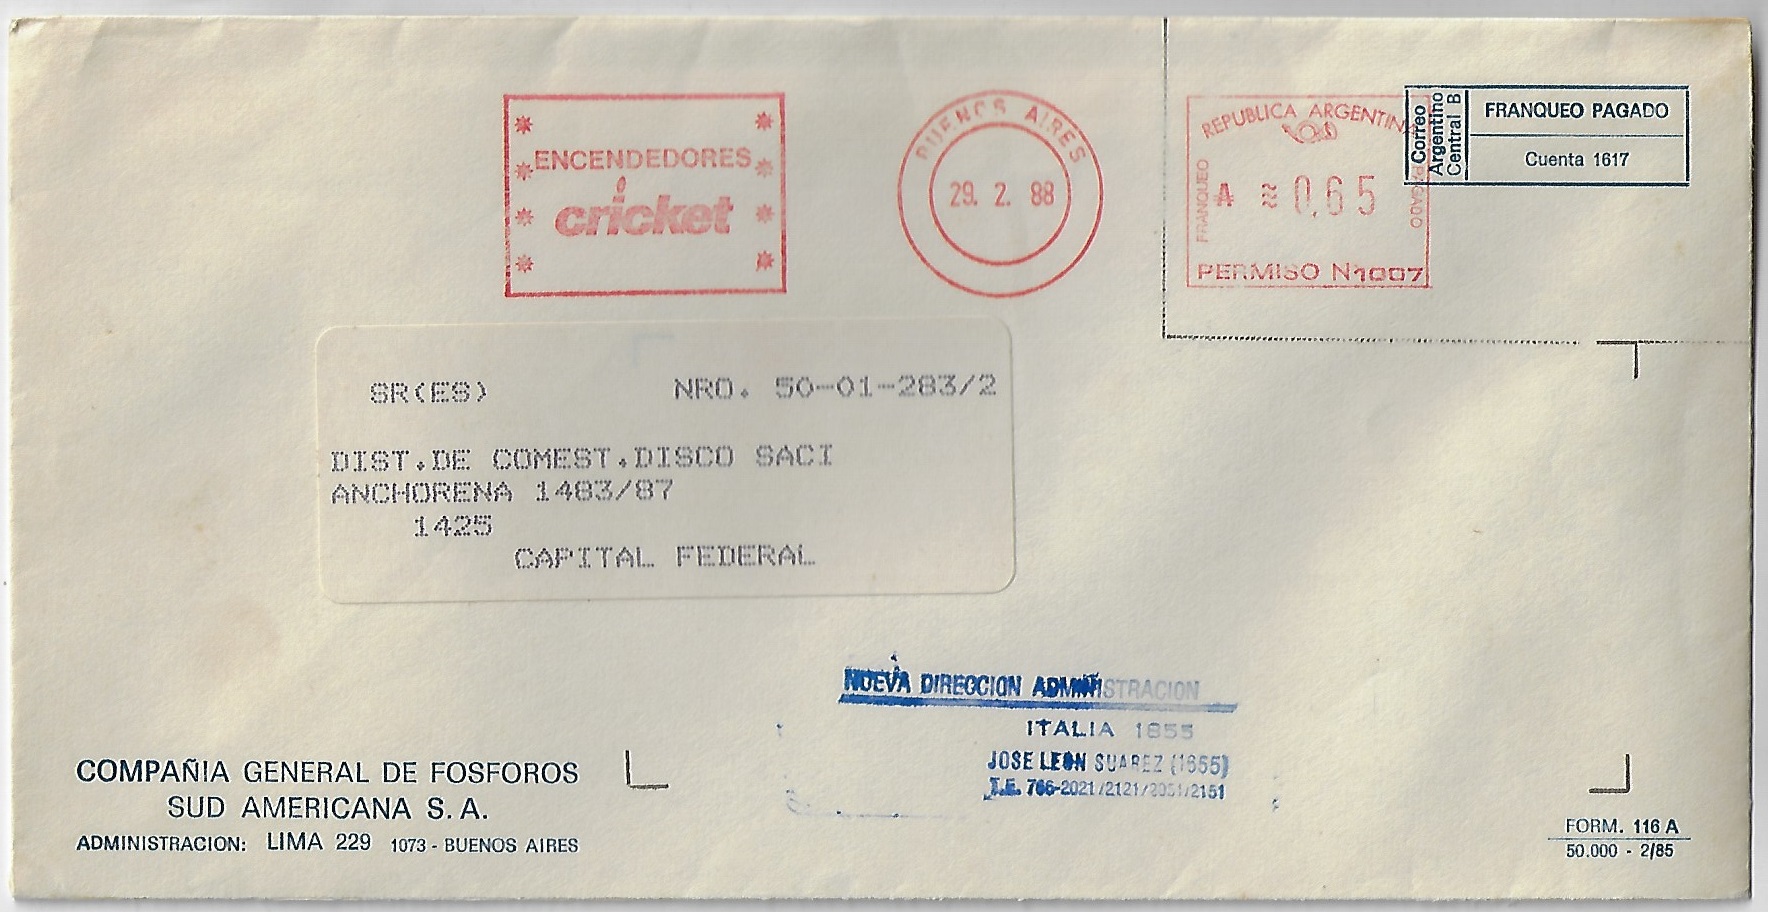 ENCENDEDORES
cricket
BUENOS AIRES
29. 2. 88
REPUBLICA ARGENTINA
FRANQUEO
PAGADO
A ≈ 0,65
PERMISO N 1007
Correo
Argentino
Central B
FRANQUEO PAGADO
Cuenta 1617
SR(ES) NRO. 50-01-283/2
DIST.DE COMEST.DISCO SACI
ANCHORENA 1483/87
1425
CAPITAL FEDERAL
NUEVA DIRECCION ADMINISTRACION
ITALIA 1855
JOSE LEON SUAREZ (1655)
T.E. 766-2021/2121/2051/2151
COMPAÑIA GENERAL DE FOSFOROS
SUD AMERICANA S.A.
ADMINISTRACION: LIMA 229 1073 - BUENOS AIRES
FORM. 116 A
50.000 - 2/85